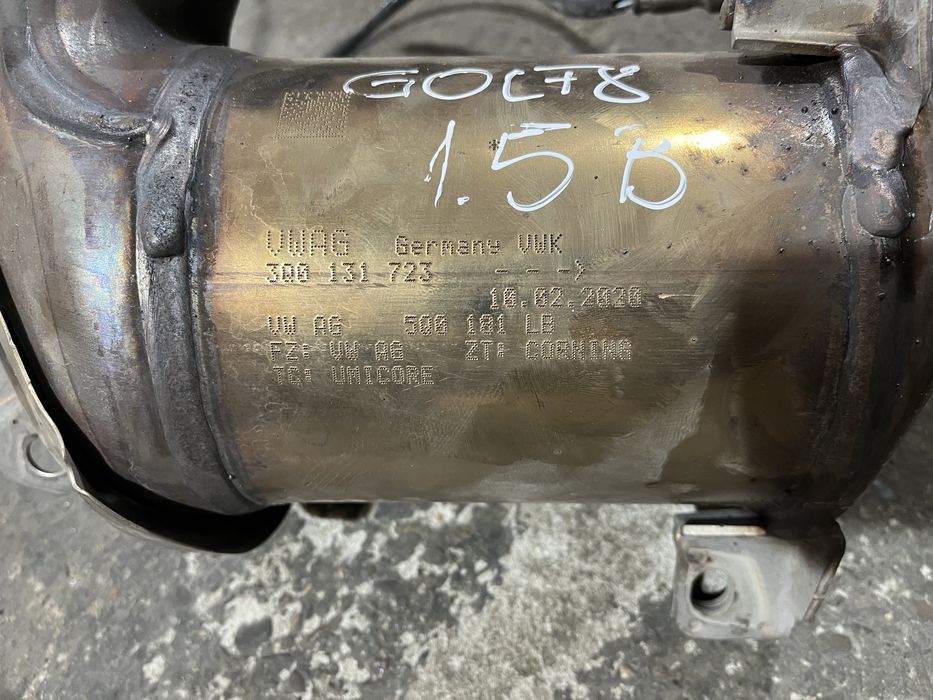 GOLF8
1.5 B
VWAG Germany VWK
3Q0 131 723 - - ->
10.02.2020
VW AG 5Q0 181 LB
FZ: VW AG ZT: CORNING
TC: UMICORE